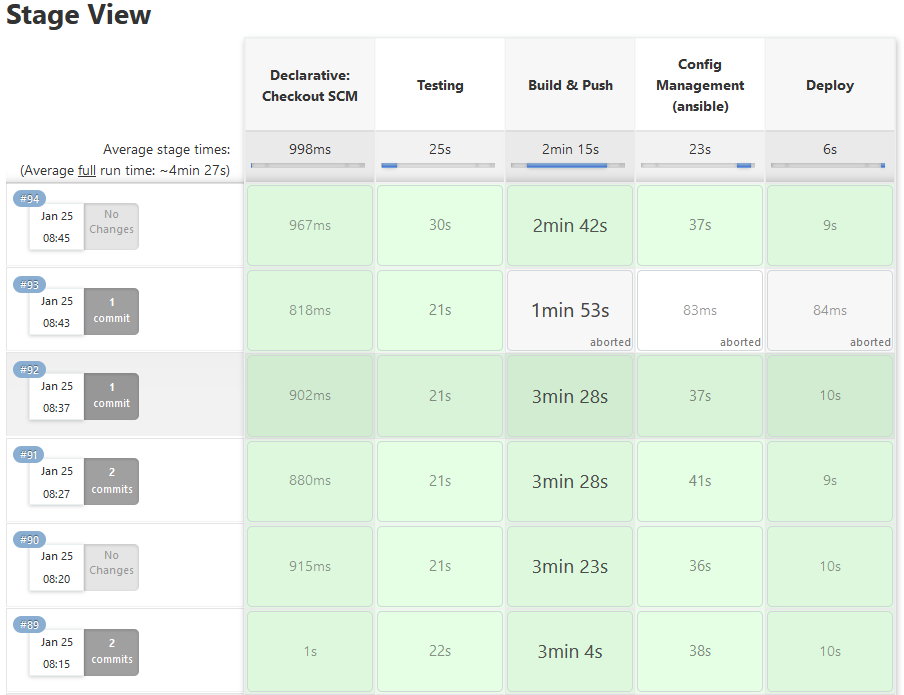 Stage View
Declarative:
Checkout SCM
Testing
Build & Push
Config
Management
(ansible)
Deploy
Average stage times:
(Average full run time: ~4min 27s)
998ms
25s
2min 15s
23s
6s
#94
Jan 25
08:45
No
Changes
967ms
30s
2min 42s
37s
9s
#93
Jan 25
08:43
1
commit
818ms
21s
1min 53s
aborted
83ms
aborted
84ms
aborted
#92
Jan 25
08:37
1
commit
902ms
21s
3min 28s
37s
10s
#91
Jan 25
08:27
2
commits
880ms
21s
3min 28s
41s
9s
#90
Jan 25
08:20
No
Changes
915ms
21s
3min 23s
36s
10s
#89
Jan 25
08:15
2
commits
1s
22s
3min 4s
38s
10s